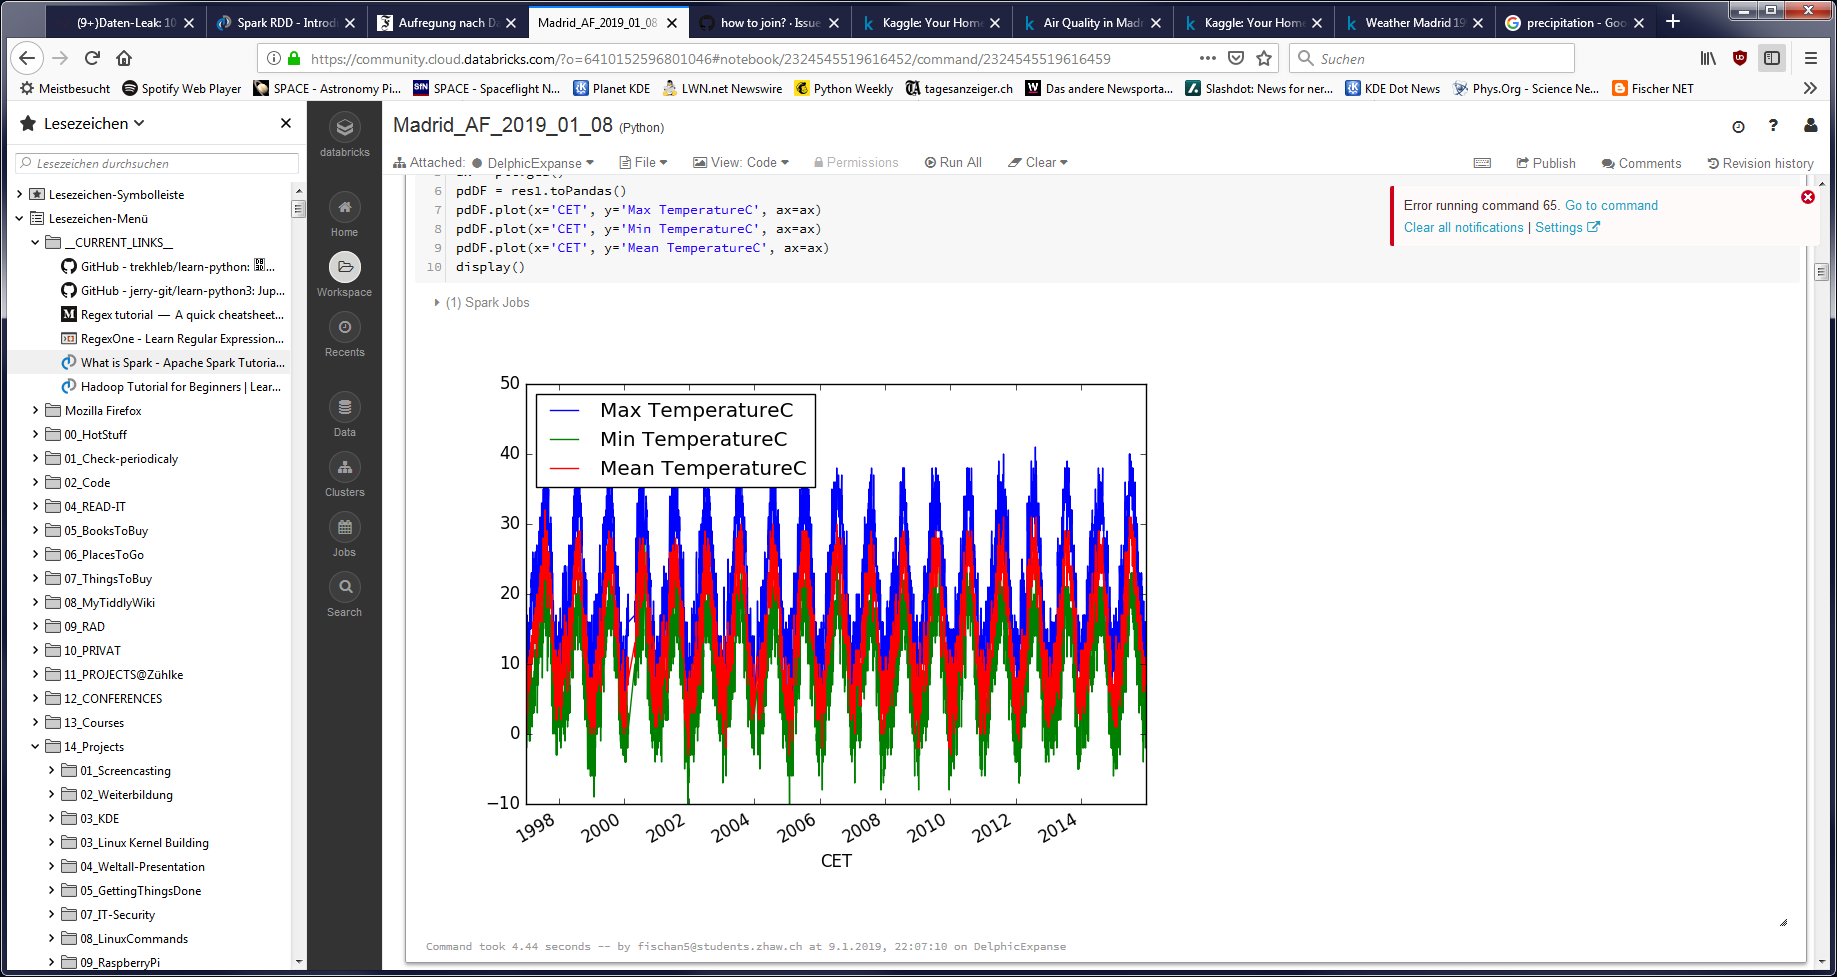 (9+)Daten-Leak: 10
Spark RDD - Introd
Aufregung nach Da
Madrid_AF_2019_01_08
how to join? · Issue
Kaggle: Your Home
Air Quality in Mad
Kaggle: Your Home
Weather Madrid 19
precipitation - Goo
https://community.cloud.databricks.com/?o=6410152596801046#notebook/2324545519616452/command/2324545519616459
Suchen
Meistbesucht
Spotify Web Player
SPACE - Astronomy Pi...
SPACE - Spaceflight N...
Planet KDE
LWN.net Newswire
Python Weekly
tagesanzeiger.ch
Das andere Newsporta...
Slashdot: News for ner...
KDE Dot News
Phys.Org - Science Ne...
Fischer NET
Lesezeichen
Lesezeichen durchsuchen
Lesezeichen-Symbolleiste
Lesezeichen-Menü
__CURRENT_LINKS__
GitHub - trekhleb/learn-python: ...
GitHub - jerry-git/learn-python3: Jup...
Regex tutorial — A quick cheatsheet...
RegexOne - Learn Regular Expression...
What is Spark - Apache Spark Tutoria...
Hadoop Tutorial for Beginners | Lear...
Mozilla Firefox
00_HotStuff
01_Check-periodicaly
02_Code
04_READ-IT
05_BooksToBuy
06_PlacesToGo
07_ThingsToBuy
08_MyTiddlyWiki
09_RAD
10_PRIVAT
11_PROJECTS@Zühlke
12_CONFERENCES
13_Courses
14_Projects
01_Screencasting
02_Weiterbildung
03_KDE
03_Linux Kernel Building
04_Weltall-Presentation
05_GettingThingsDone
07_IT-Security
08_LinuxCommands
09_RaspberryPi
databricks
Home
Workspace
Recents
Data
Clusters
Jobs
Search
Madrid_AF_2019_01_08 (Python)
Attached: DelphicExpanse
File
View: Code
Permissions
Run All
Clear
Publish
Comments
Revision history
6 pdDF = res1.toPandas()
7 pdDF.plot(x='CET', y='Max TemperatureC', ax=ax)
8 pdDF.plot(x='CET', y='Min TemperatureC', ax=ax)
9 pdDF.plot(x='CET', y='Mean TemperatureC', ax=ax)
10 display()
Error running command 65. Go to command
Clear all notifications | Settings
(1) Spark Jobs
50
40
30
20
10
0
−10
Max TemperatureC
Min TemperatureC
Mean TemperatureC
1998
2000
2002
2004
2006
2008
2010
2012
2014
CET
Command took 4.44 seconds -- by fischan5@students.zhaw.ch at 9.1.2019, 22:07:10 on DelphicExpanse